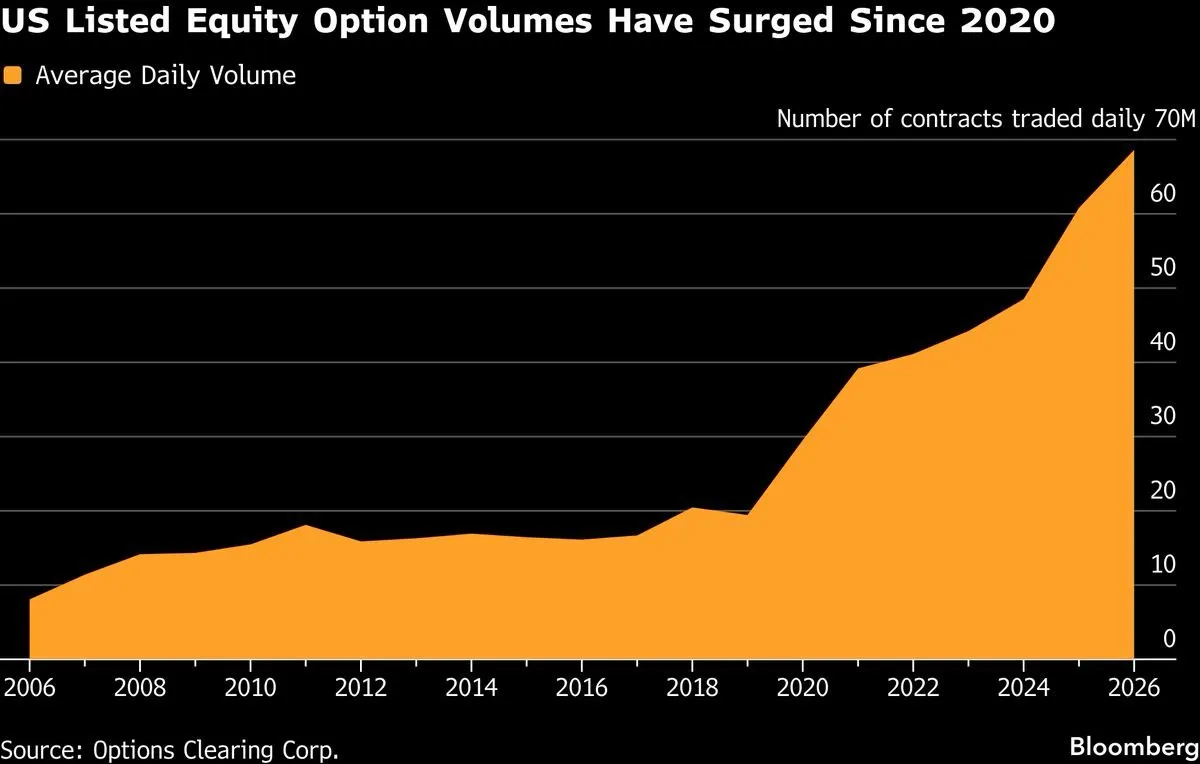 US Listed Equity Option Volumes Have Surged Since 2020
Average Daily Volume
Number of contracts traded daily 70M
60
50
40
30
20
10
0
2006 2008 2010 2012 2014 2016 2018 2020 2022 2024 2026
Source: Options Clearing Corp.
Bloomberg